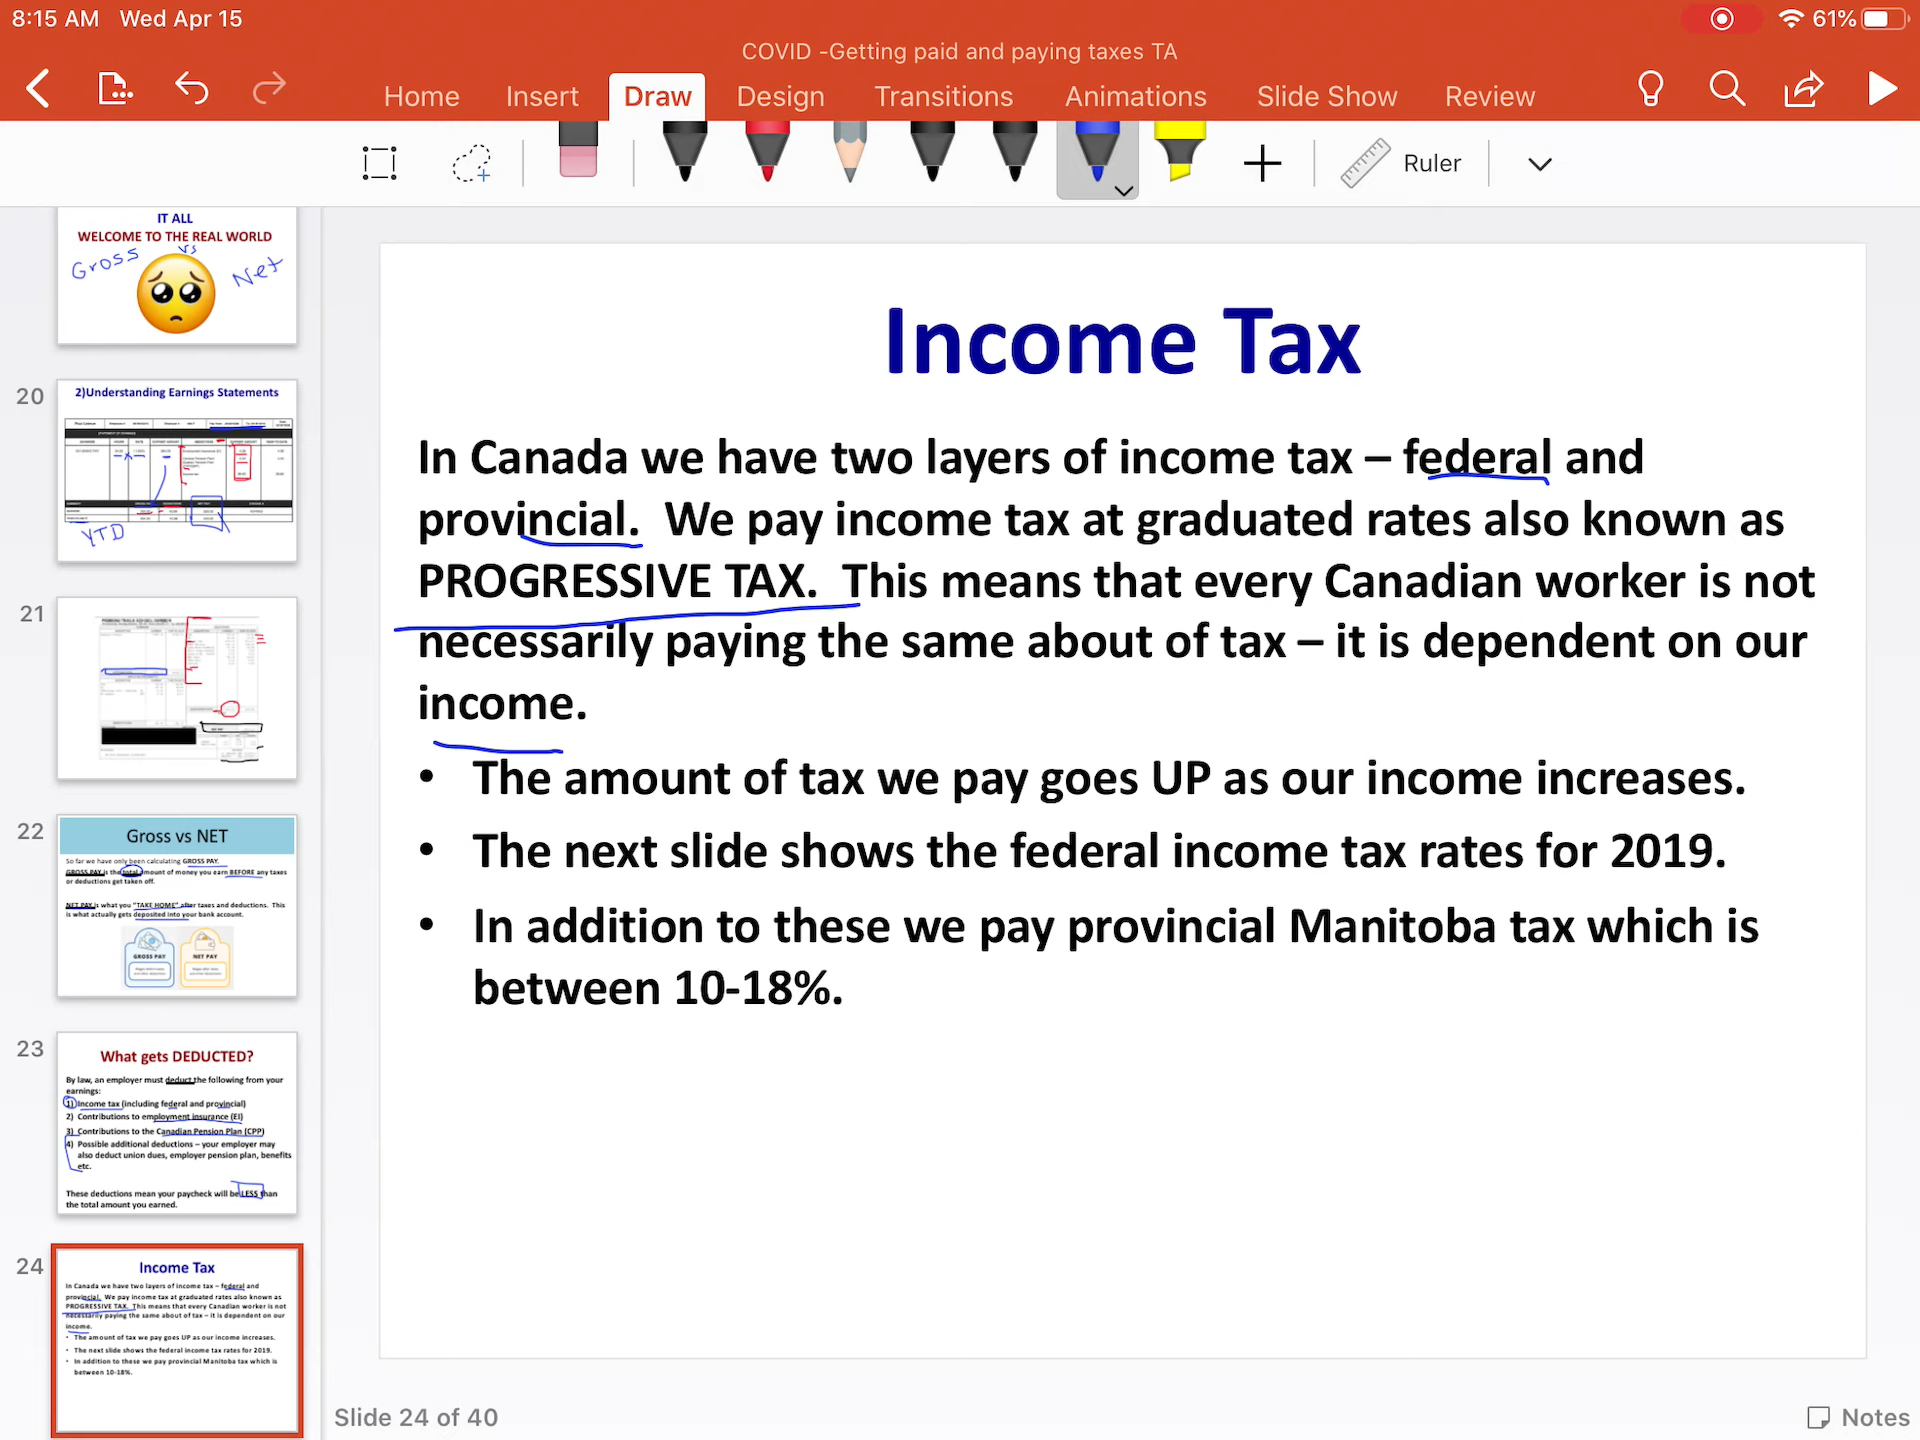 8:15 AM Wed Apr 15
61%
COVID -Getting paid and paying taxes TA
Home Insert Draw Design Transitions Animations Slide Show Review
Ruler
IT ALL
WELCOME TO THE REAL WORLD
Gross vs Net
20
2)Understanding Earnings Statements
YTD
21
22
Gross vs NET
So far we have only been calculating GROSS PAY.
GROSS PAY is the total amount of money you earn BEFORE any taxes
or deductions get taken off.
NET PAY is what you "TAKE HOME" after taxes and deductions. This
is what actually gets deposited into your bank account.
GROSS PAY NET PAY
23
What gets DEDUCTED?
By law, an employer must deduct the following from your
earnings:
1) Income tax (including federal and provincial)
2) Contributions to employment insurance (EI)
3) Contributions to the Canadian Pension Plan (CPP)
4) Possible additional deductions – your employer may
also deduct union dues, employer pension plan, benefits
etc.
These deductions mean your paycheck will be LESS than
the total amount you earned.
24
Income Tax
In Canada we have two layers of income tax – federal and
provincial. We pay income tax at graduated rates also known as
PROGRESSIVE TAX. This means that every Canadian worker is not
necessarily paying the same about of tax – it is dependent on our
income.
• The amount of tax we pay goes UP as our income increases.
• The next slide shows the federal income tax rates for 2019.
• In addition to these we pay provincial Manitoba tax which is
between 10-18%.
Income Tax
In Canada we have two layers of income tax – federal and
provincial. We pay income tax at graduated rates also known as
PROGRESSIVE TAX. This means that every Canadian worker is not
necessarily paying the same about of tax – it is dependent on our
income.
• The amount of tax we pay goes UP as our income increases.
• The next slide shows the federal income tax rates for 2019.
• In addition to these we pay provincial Manitoba tax which is
between 10-18%.
Slide 24 of 40
Notes